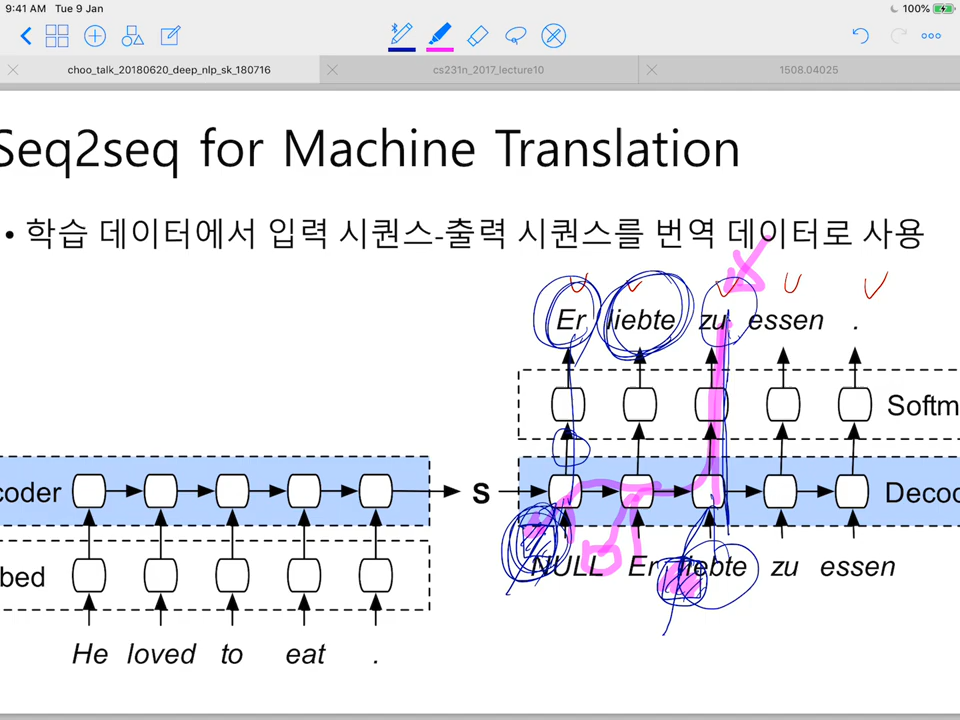 9:41 AM Tue 9 Jan 100%
choo_talk_20180620_deep_nlp_sk_180716 cs231n_2017_lecture10 1508.04025
Seq2seq for Machine Translation
• 학습 데이터에서 입력 시퀀스-출력 시퀀스를 번역 데이터로 사용
Er liebte zu essen .
Softm
coder S Decod
NULL Er liebte zu essen
bed
He loved to eat .